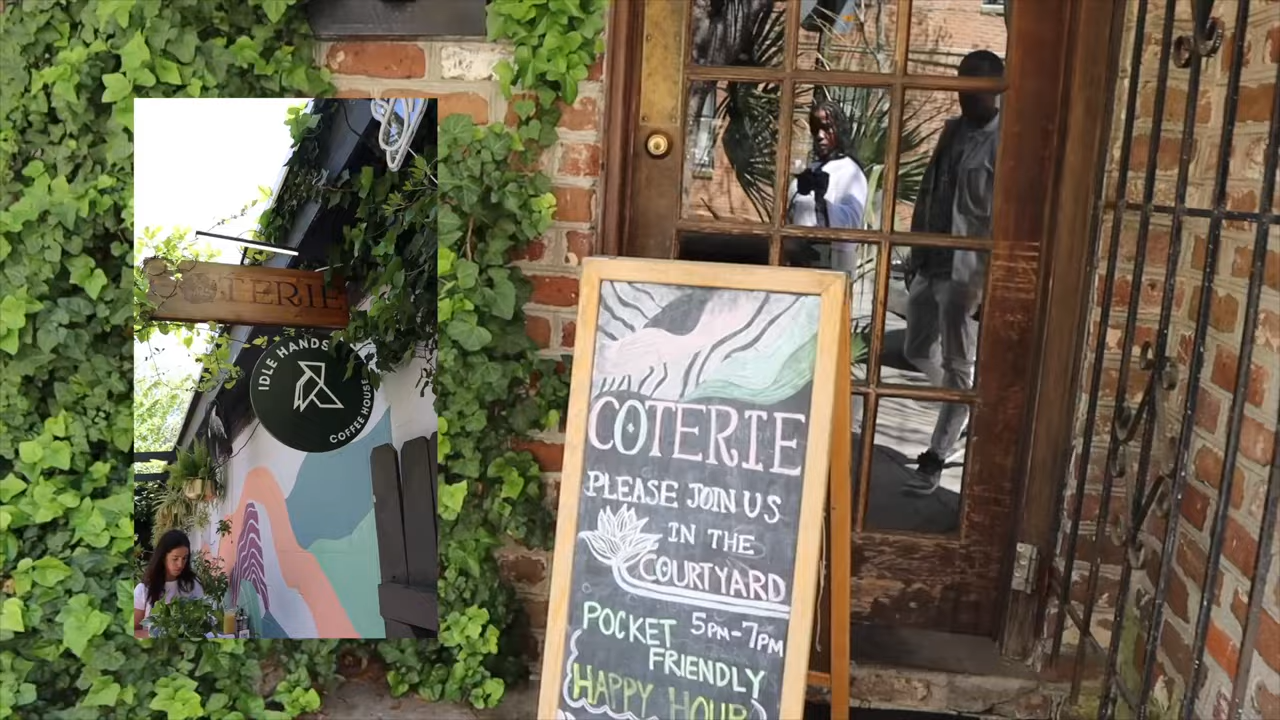 COTERIE
IDLE HANDS
COFFEE HOUSE
COTERIE
PLEASE JOIN US
IN THE
COURTYARD
POCKET 5PM-7PM
FRIENDLY
HAPPY HOUR